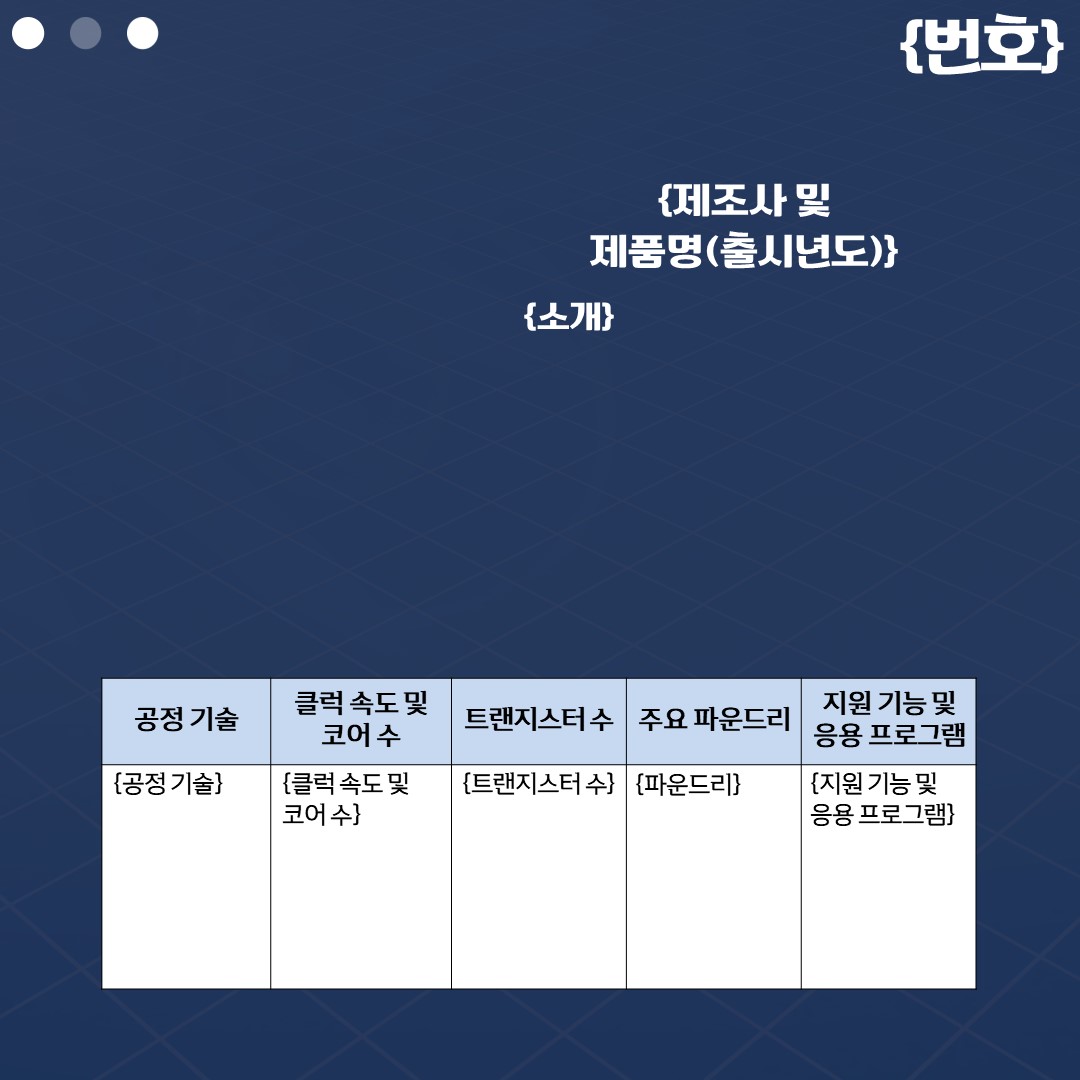 {번호}
{제조사 및
제품명(출시년도)}
{소개}
공정 기술
클럭 속도 및
코어 수
트랜지스터 수
주요 파운드리
지원 기능 및
응용 프로그램
{공정 기술}
{클럭 속도 및
코어 수}
{트랜지스터 수}
{파운드리}
{지원 기능 및
응용 프로그램}